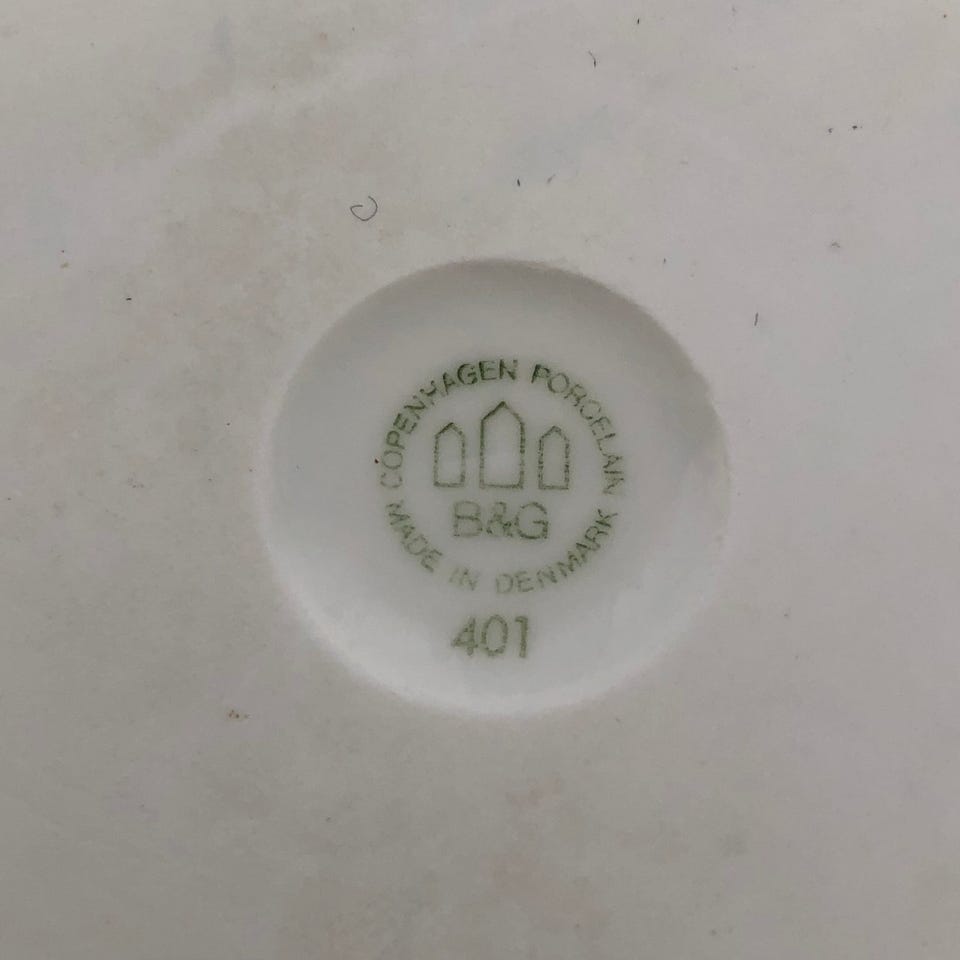 COPENHAGEN PORCELAIN
B&G
MADE IN DENMARK
401